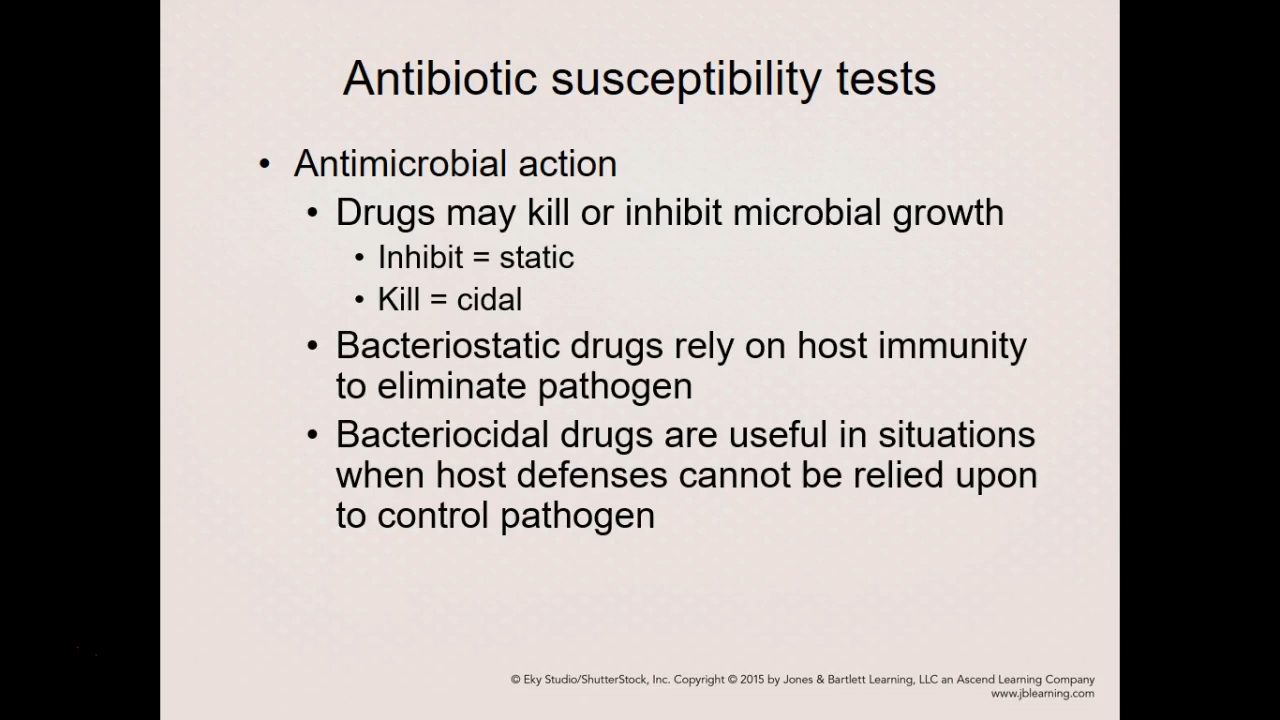 Antibiotic susceptibility tests
• Antimicrobial action
• Drugs may kill or inhibit microbial growth
• Inhibit = static
• Kill = cidal
• Bacteriostatic drugs rely on host immunity
to eliminate pathogen
• Bacteriocidal drugs are useful in situations
when host defenses cannot be relied upon
to control pathogen
© Eky Studio/ShutterStock, Inc. Copyright © 2015 by Jones & Bartlett Learning, LLC an Ascend Learning Company
www.jblearning.com